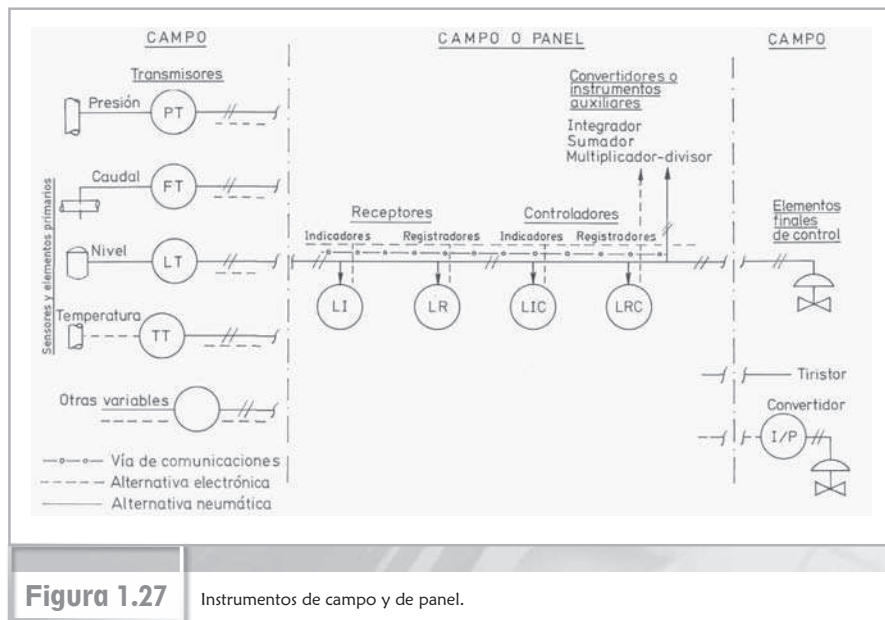 CAMPO
CAMPO O PANEL
CAMPO
Transmisores
Sensores y elementos primarios
Presión
PT
Caudal
FT
Nivel
LT
Temperatura
TT
Otras variables
Vía de comunicaciones
Alternativa electrónica
Alternativa neumática
Convertidores o
instrumentos
auxiliares
Integrador
Sumador
Multiplicador-divisor
Receptores
Controladores
Indicadores
Registradores
Indicadores
Registradores
LI
LR
LIC
LRC
Elementos
finales
de control
Tiristor
Convertidor
I/P
Figura 1.27
Instrumentos de campo y de panel.